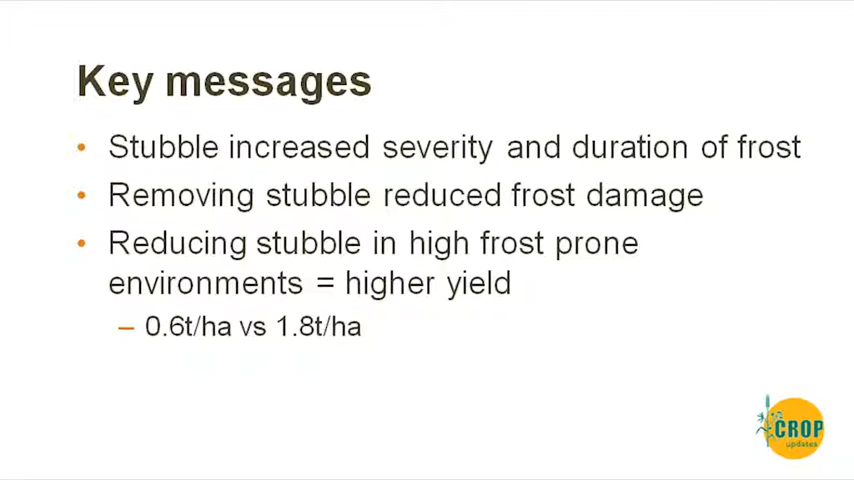 Key messages
• Stubble increased severity and duration of frost
• Removing stubble reduced frost damage
• Reducing stubble in high frost prone
environments = higher yield
– 0.6t/ha vs 1.8t/ha
CROP
updates